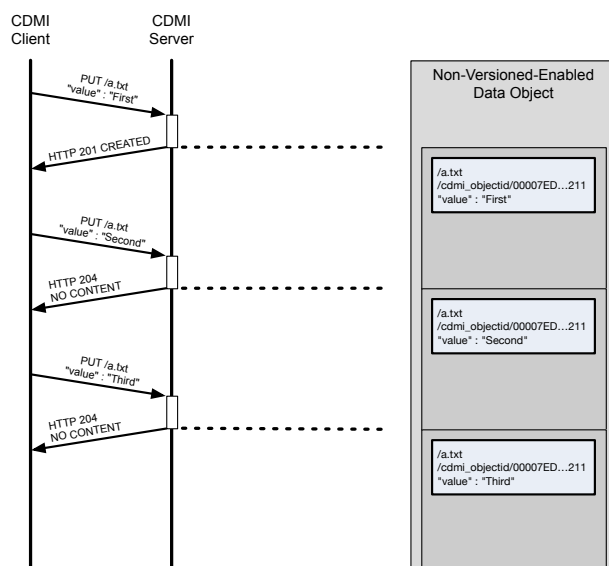 CDMI
Client
CDMI
Server
Non-Versioned-Enabled
Data Object
PUT /a.txt
"value" : "First"
HTTP 201 CREATED
/a.txt
/cdmi_objectid/00007ED...211
"value" : "First"
PUT /a.txt
"value" : "Second"
HTTP 204
NO CONTENT
/a.txt
/cdmi_objectid/00007ED...211
"value" : "Second"
PUT /a.txt
"value" : "Third"
HTTP 204
NO CONTENT
/a.txt
/cdmi_objectid/00007ED...211
"value" : "Third"